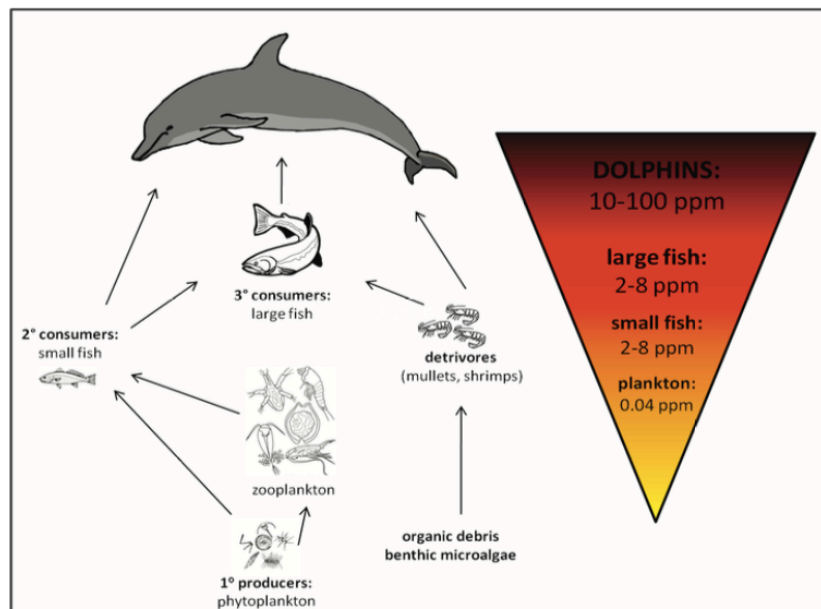 3° consumers:
large fish
2° consumers:
small fish
detrivores
(mullets, shrimps)
zooplankton
organic debris
benthic microalgae
1° producers:
phytoplankton
DOLPHINS:
10-100 ppm
large fish:
2-8 ppm
small fish:
2-8 ppm
plankton:
0.04 ppm